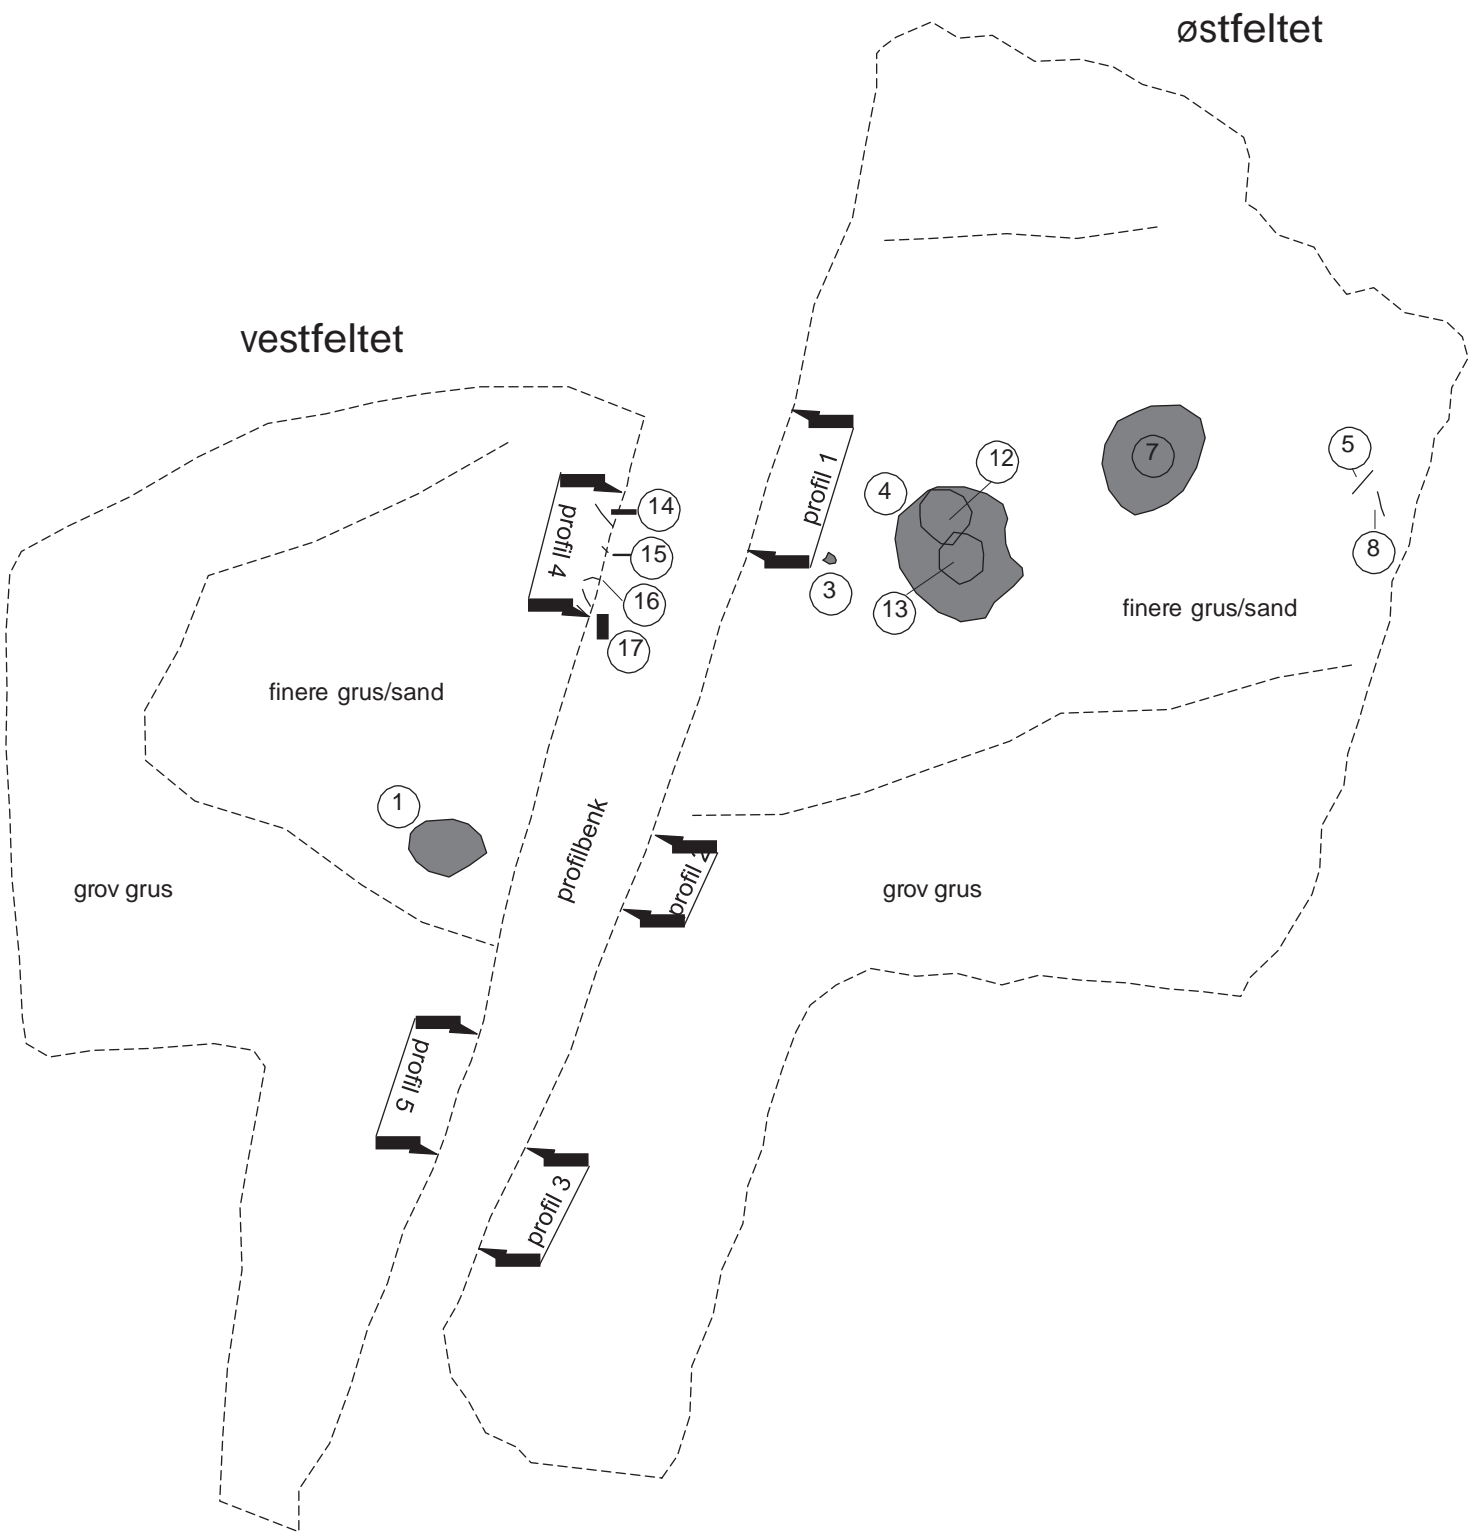 østfeltet
vestfeltet
profil 1
12
4
7
5
14
profil 4
15
8
3
16
13
finere grus/sand
17
finere grus/sand
1
profilbenk
profil 2
grov grus
grov grus
profil 5
profil 3